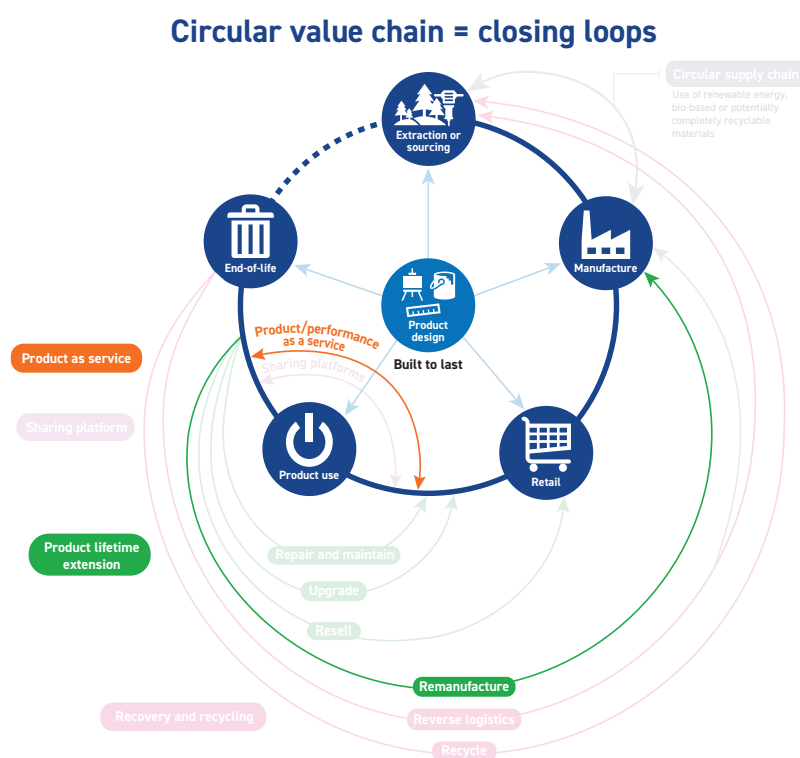 Circular value chain = closing loops
Circular supply chain
Use of renewable energy,
bio-based or potentially
completely recyclable
materials
Extraction or
sourcing
End-of-life
Manufacture
Product
design
Built to last
Product/performance
as a service
Sharing platforms
Product as service
Sharing platform
Product use
Retail
Product lifetime
extension
Repair and maintain
Upgrade
Resell
Remanufacture
Recovery and recycling
Reverse logistics
Recycle